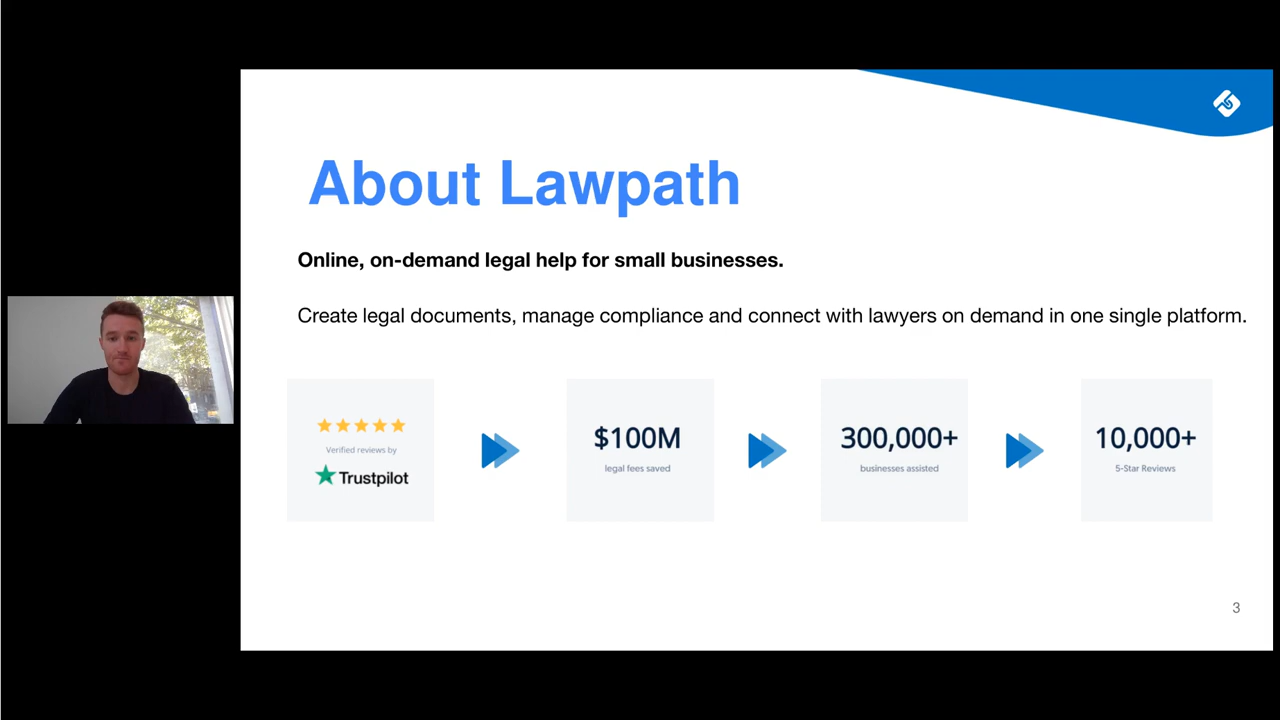 About Lawpath
Online, on-demand legal help for small businesses.
Create legal documents, manage compliance and connect with lawyers on demand in one single platform.
Verified reviews by
Trustpilot
$100M
legal fees saved
300,000+
businesses assisted
10,000+
5-Star Reviews
3